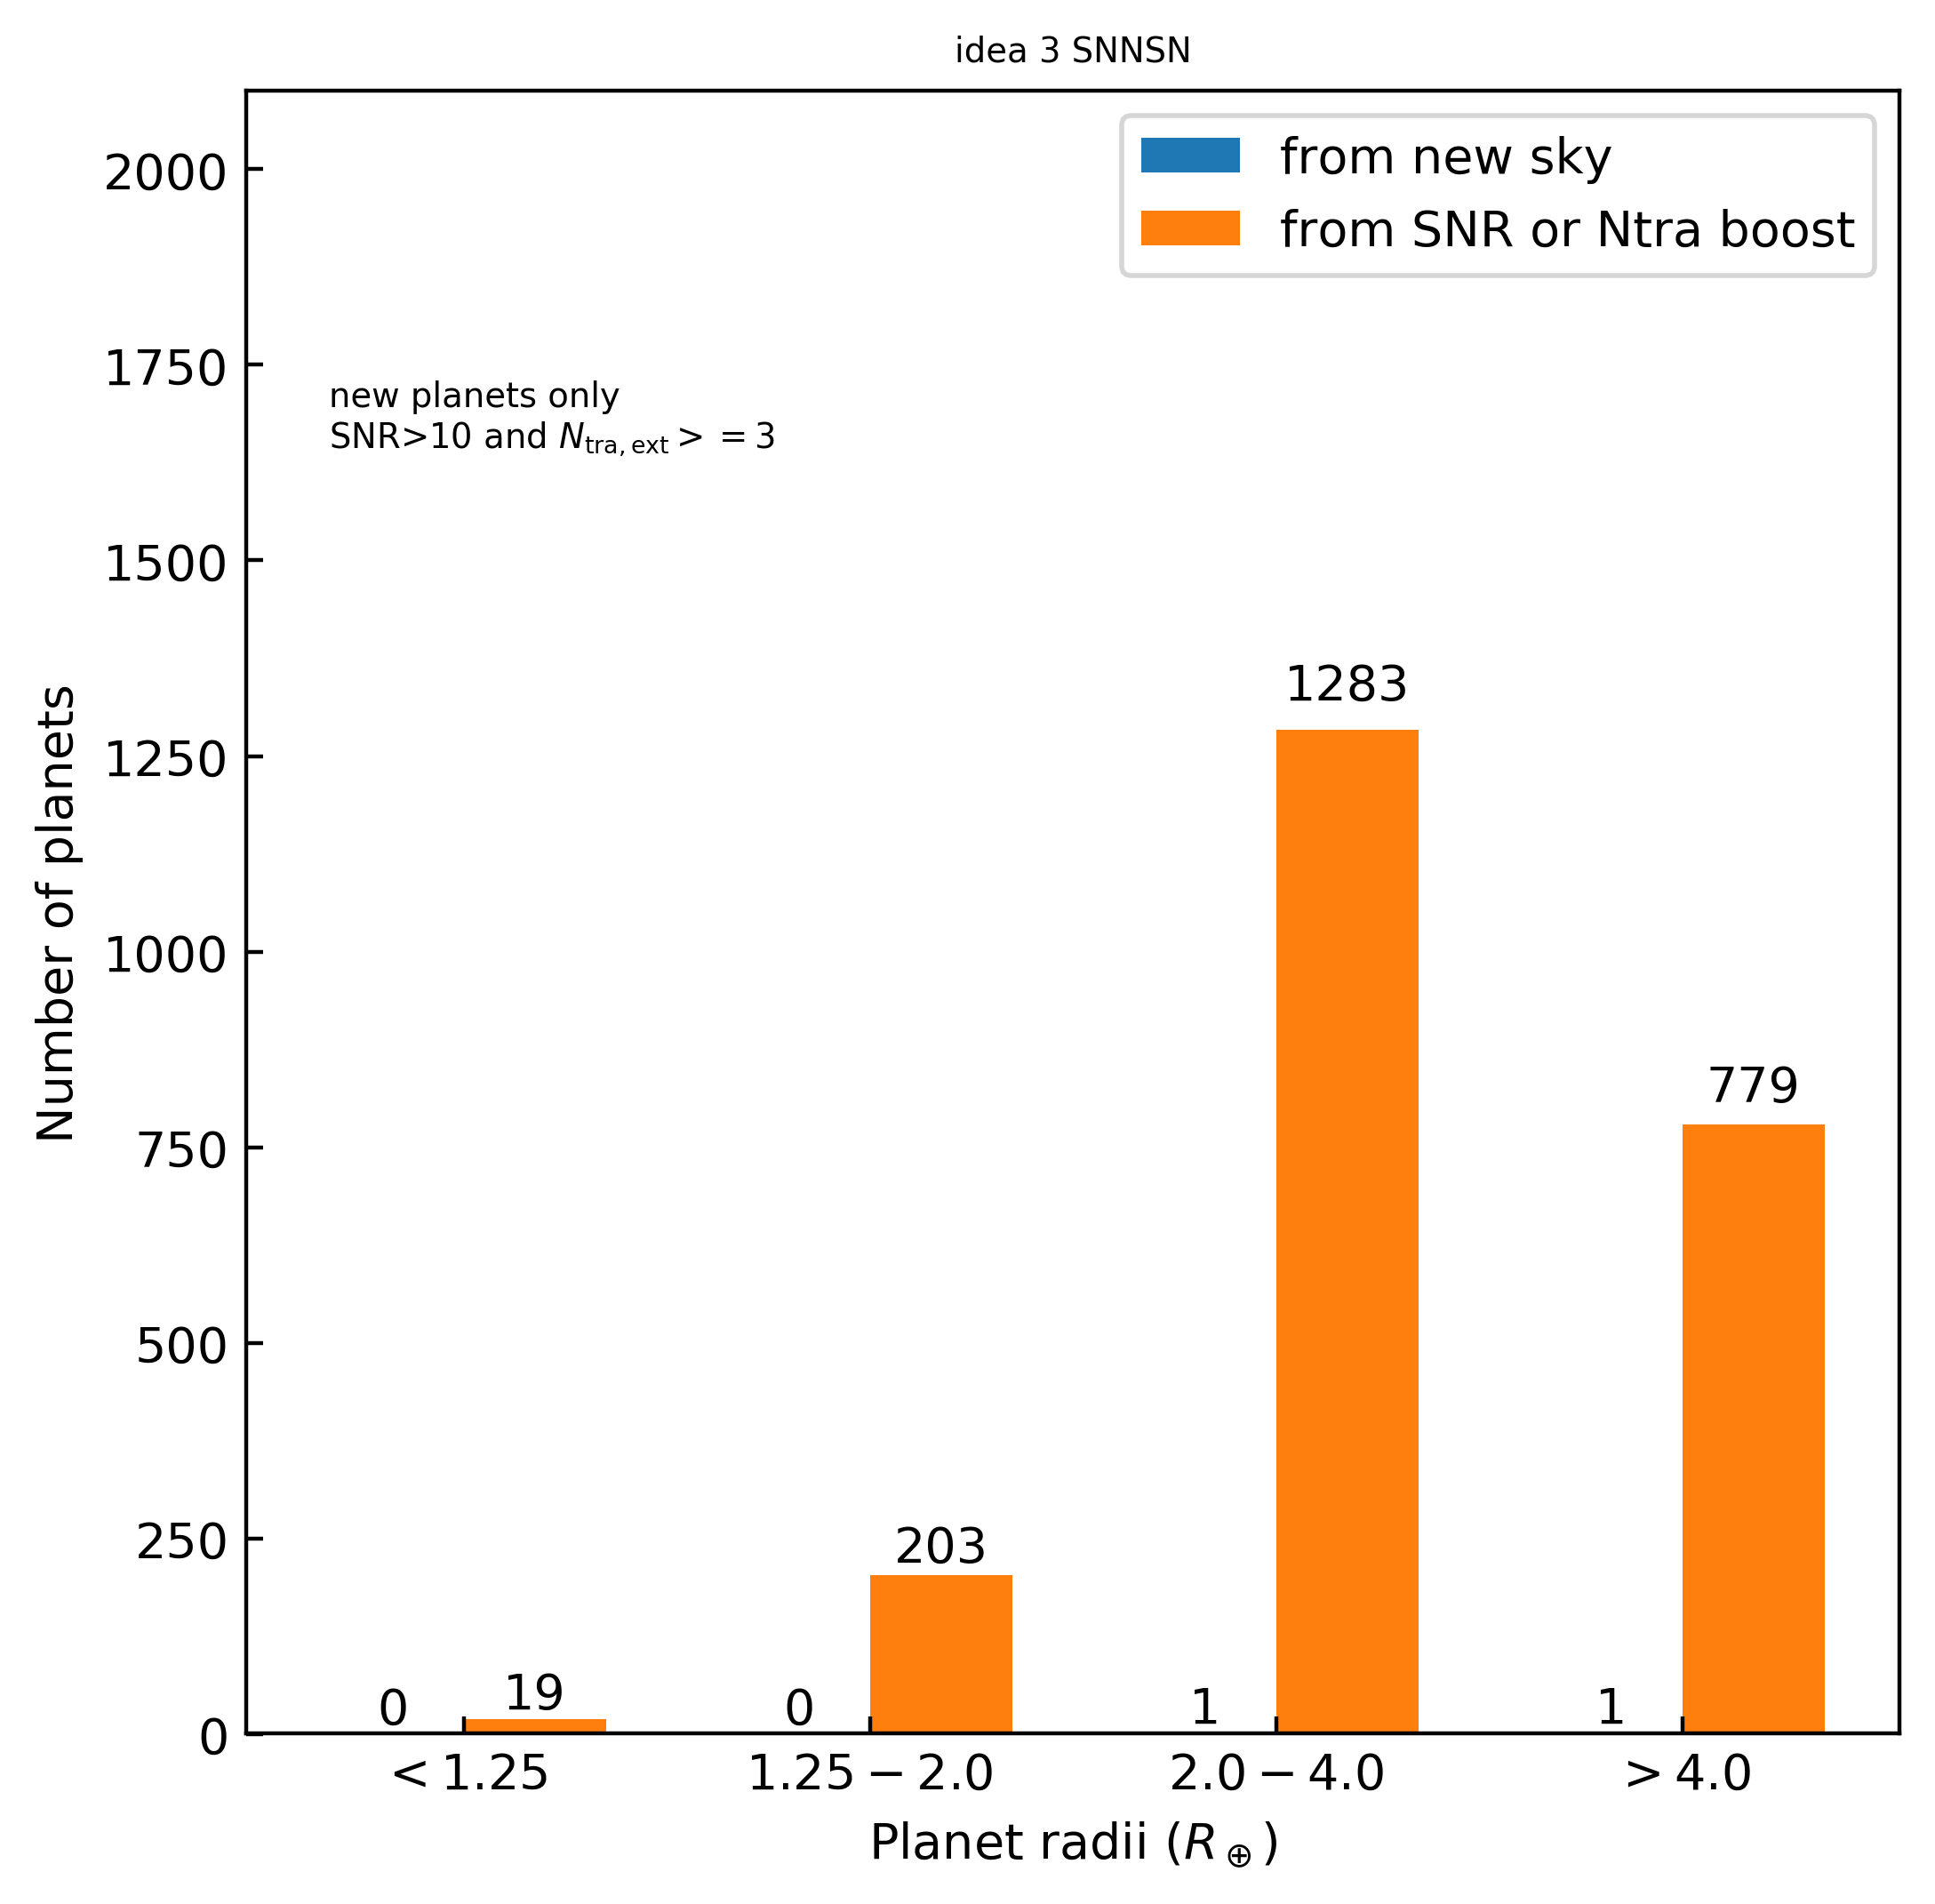 idea 3 SNNSN
from new sky
from SNR or Ntra boost
new planets only
SNR>10 and Ntra, ext > = 3
Number of planets
2000
1750
1500
1250
1000
750
500
250
0
0
19
0
203
1
1283
1
779
< 1.25
1.25 − 2.0
2.0 − 4.0
> 4.0
Planet radii (R⊕)